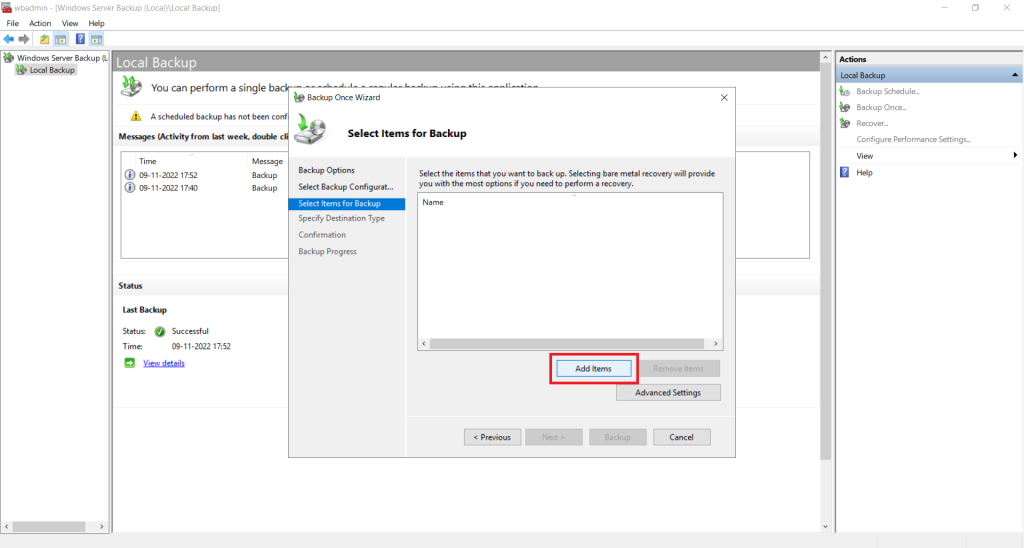 wbadmin - [Windows Server Backup (Local)\Local Backup]
File Action View Help
Windows Server Backup (L
Local Backup
Local Backup
You can perform a single backup or schedule a regular backup using this application
A scheduled backup has not been conf
Messages (Activity from last week, double cli
Time Message
09-11-2022 17:52 Backup
09-11-2022 17:40 Backup
Status
Last Backup
Status: Successful
Time: 09-11-2022 17:52
View details
Backup Once Wizard
Select Items for Backup
Backup Options
Select Backup Configurat...
Select Items for Backup
Specify Destination Type
Confirmation
Backup Progress
Select the items that you want to back up. Selecting bare metal recovery will provide
you with the most options if you need to perform a recovery.
Name
Add Items Remove Items
Advanced Settings
< Previous Next > Backup Cancel
Actions
Local Backup
Backup Schedule...
Backup Once...
Recover...
Configure Performance Settings...
View
Help